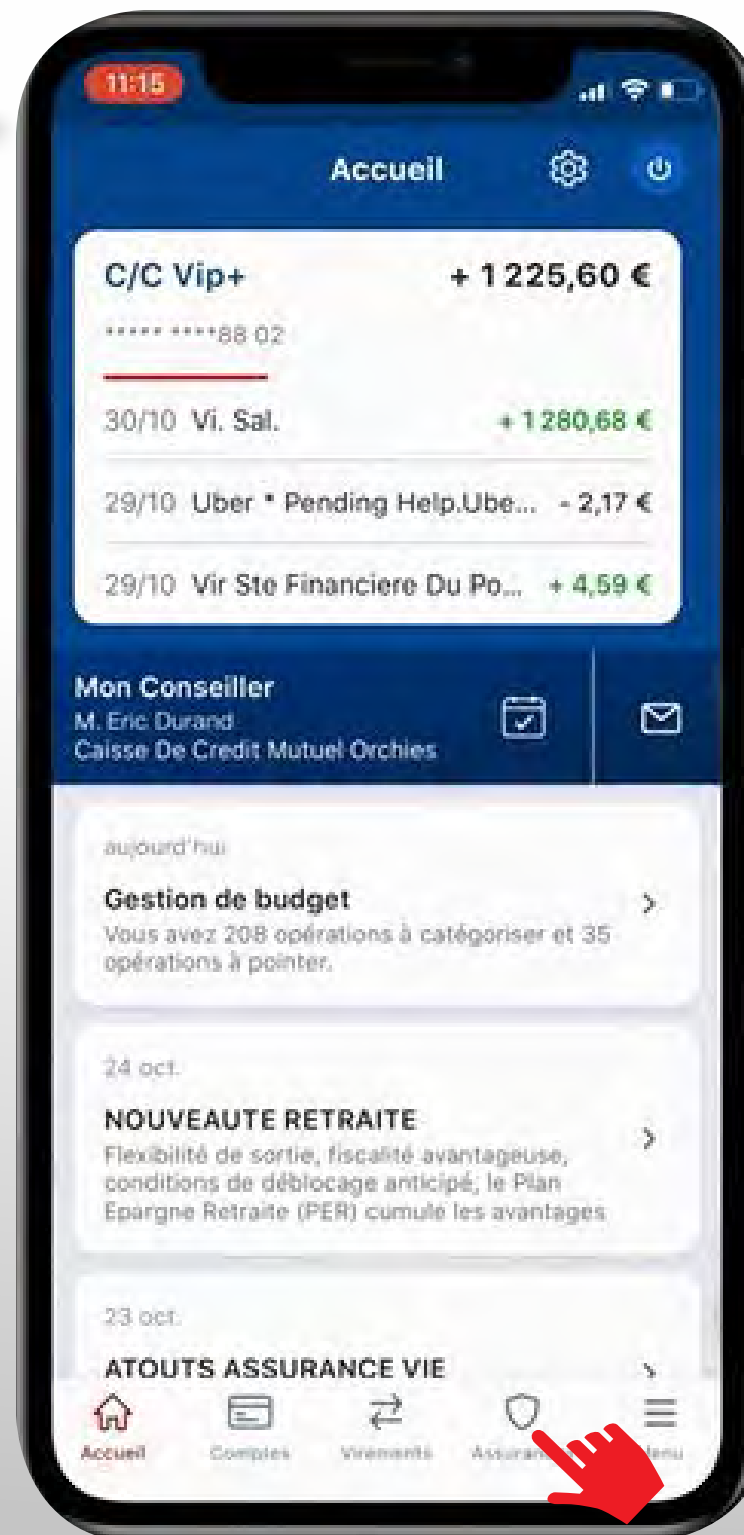 11:15
Accueil
C/C Vip+ + 1 225,60 €
***** ****88 02
30/10 Vi. Sal. + 1 280,68 €
29/10 Uber * Pending Help.Ube... - 2,17 €
29/10 Vir Ste Financiere Du Po... + 4,59 €
Mon Conseiller
M. Eric Durand
Caisse De Credit Mutuel Orchies
aujourd'hui
Gestion de budget
Vous avez 208 opérations à catégoriser et 35
opérations à pointer.
24 oct.
NOUVEAUTE RETRAITE
Flexibilité de sortie, fiscalité avantageuse,
conditions de déblocage anticipé, le Plan
Epargne Retraite (PER) cumule les avantages
23 oct.
ATOUTS ASSURANCE VIE
Accueil Comptes Virements